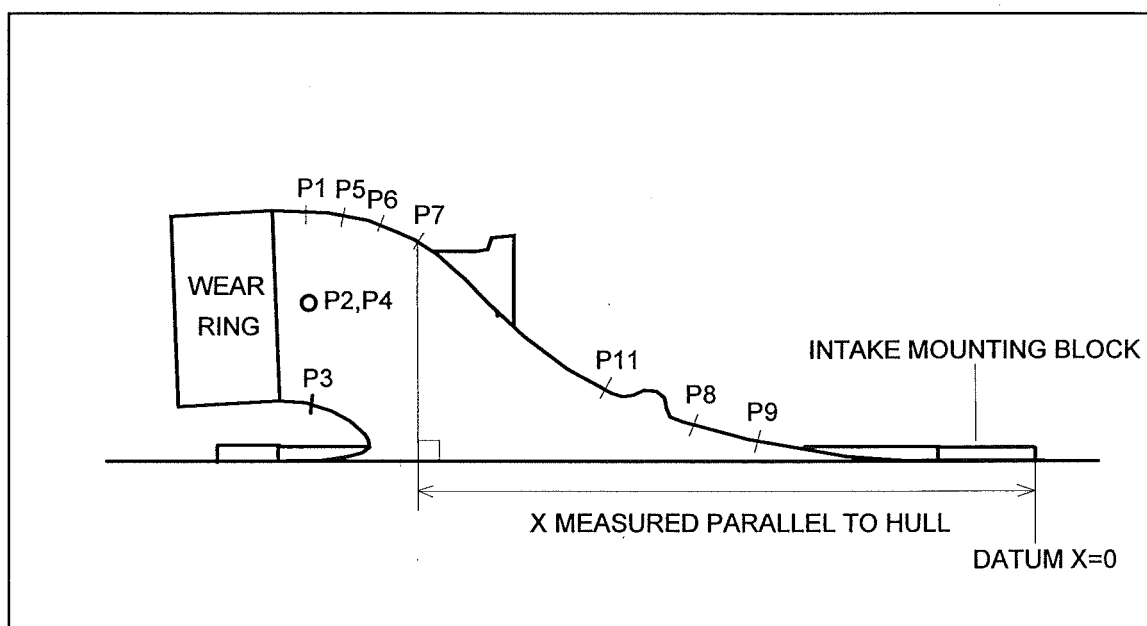 P1
P5
P6
P7
WEAR
RING
P2,P4
P3
P11
P8
P9
INTAKE MOUNTING BLOCK
X MEASURED PARALLEL TO HULL
DATUM X=0